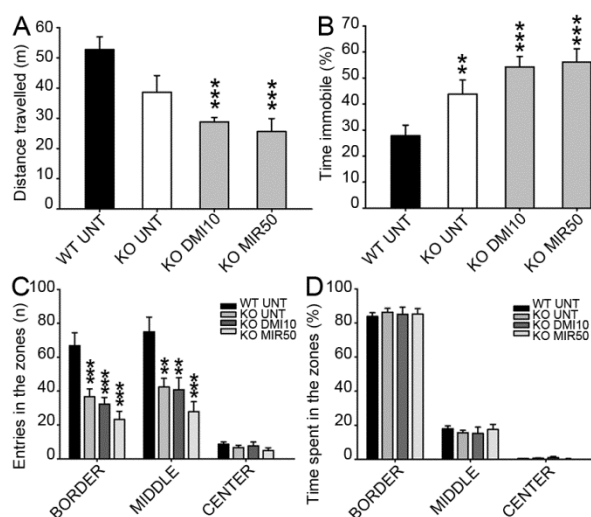 A
Distance travelled (m)
60
50
40
30
20
10
0
***
***
WT UNT
KO UNT
KO DMI10
KO MIR50
B
Time immobile (%)
70
60
50
40
30
20
10
0
**
***
***
WT UNT
KO UNT
KO DMI10
KO MIR50
C
Entries in the zones (n)
100
80
60
40
20
0
WT UNT
KO UNT
KO DMI10
KO MIR50
***
***
***
**
**
***
BORDER
MIDDLE
CENTER
D
Time spent in the zones (%)
100
80
60
40
20
0
WT UNT
KO UNT
KO DMI10
KO MIR50
BORDER
MIDDLE
CENTER